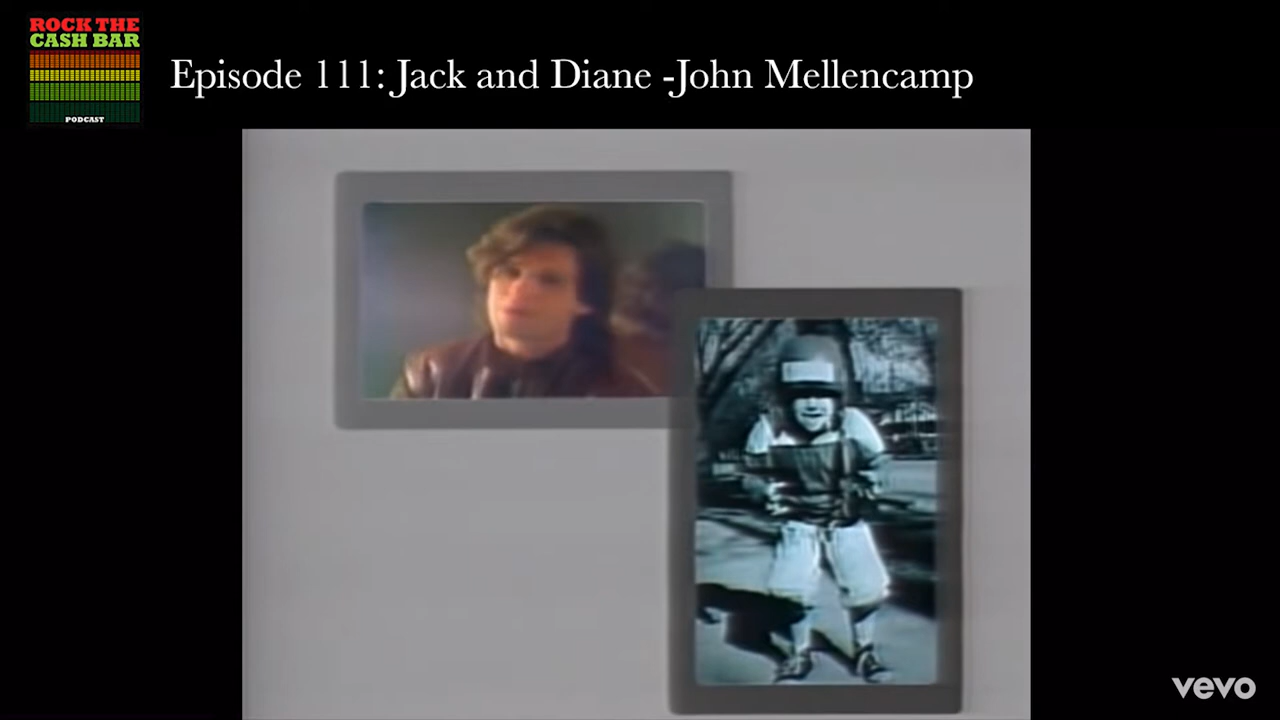 ROCK THE
CASH BAR
PODCAST
Episode 111: Jack and Diane -John Mellencamp
vevo